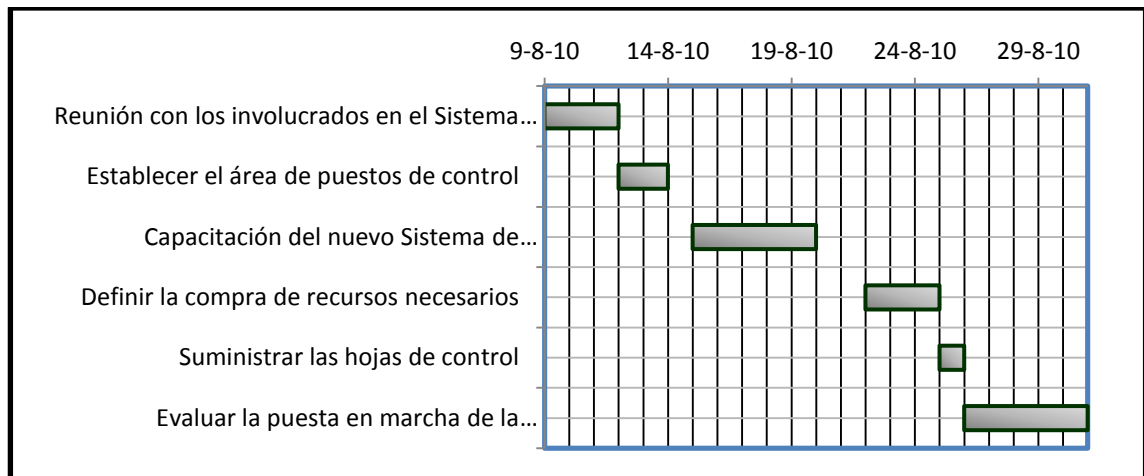 9-8-10 14-8-10 19-8-10 24-8-10 29-8-10
Reunión con los involucrados en el Sistema...
Establecer el área de puestos de control
Capacitación del nuevo Sistema de...
Definir la compra de recursos necesarios
Suministrar las hojas de control
Evaluar la puesta en marcha de la...